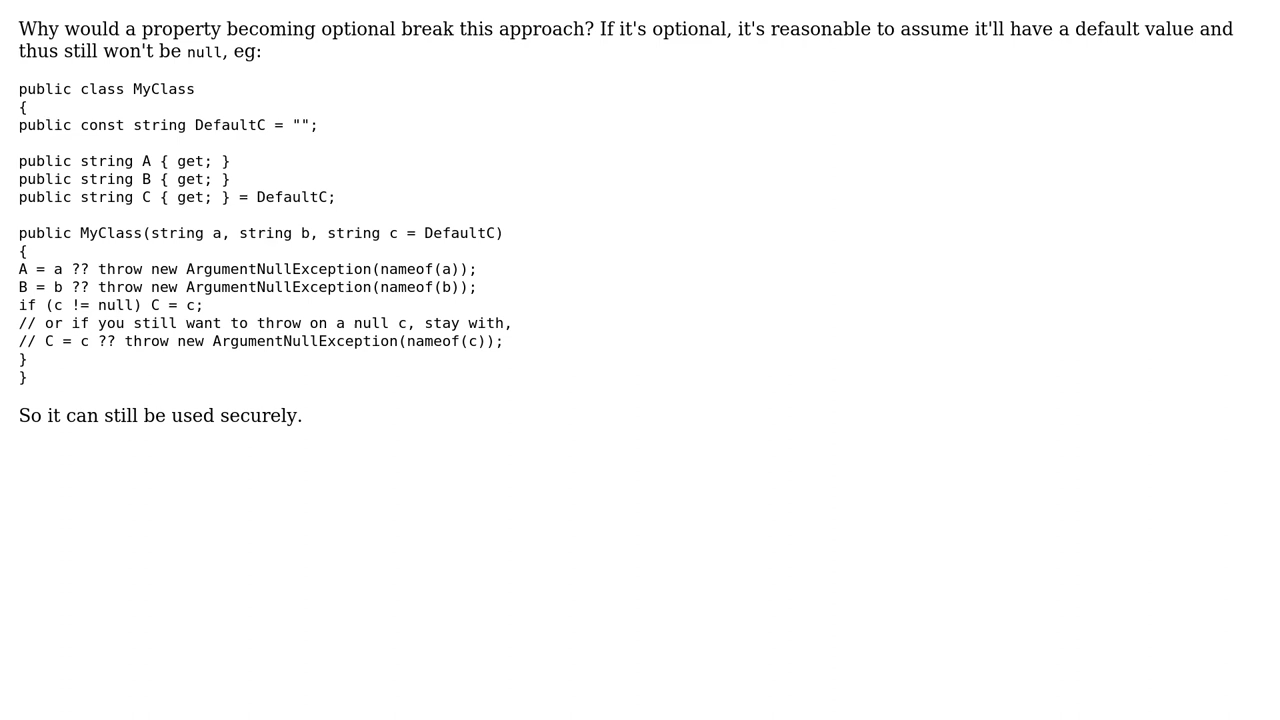 Why would a property becoming optional break this approach? If it's optional, it's reasonable to assume it'll have a default value and
thus still won't be null, eg:
public class MyClass
{
public const string DefaultC = "";
public string A { get; }
public string B { get; }
public string C { get; } = DefaultC;
public MyClass(string a, string b, string c = DefaultC)
{
A = a ?? throw new ArgumentNullException(nameof(a));
B = b ?? throw new ArgumentNullException(nameof(b));
if (c != null) C = c;
// or if you still want to throw on a null c, stay with,
// C = c ?? throw new ArgumentNullException(nameof(c));
}
}
So it can still be used securely.